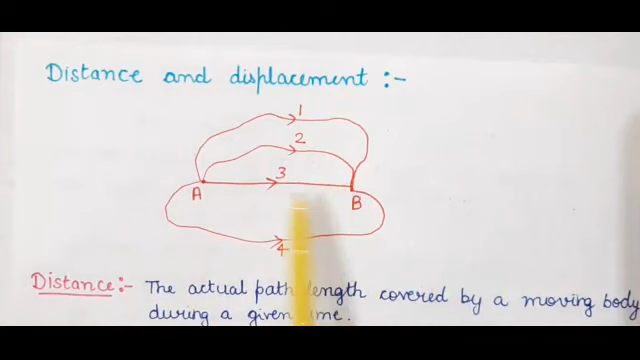 Distance and displacement :-
1
2
3
A
B
4
Distance:- The actual path length covered by a moving body
during a given time.